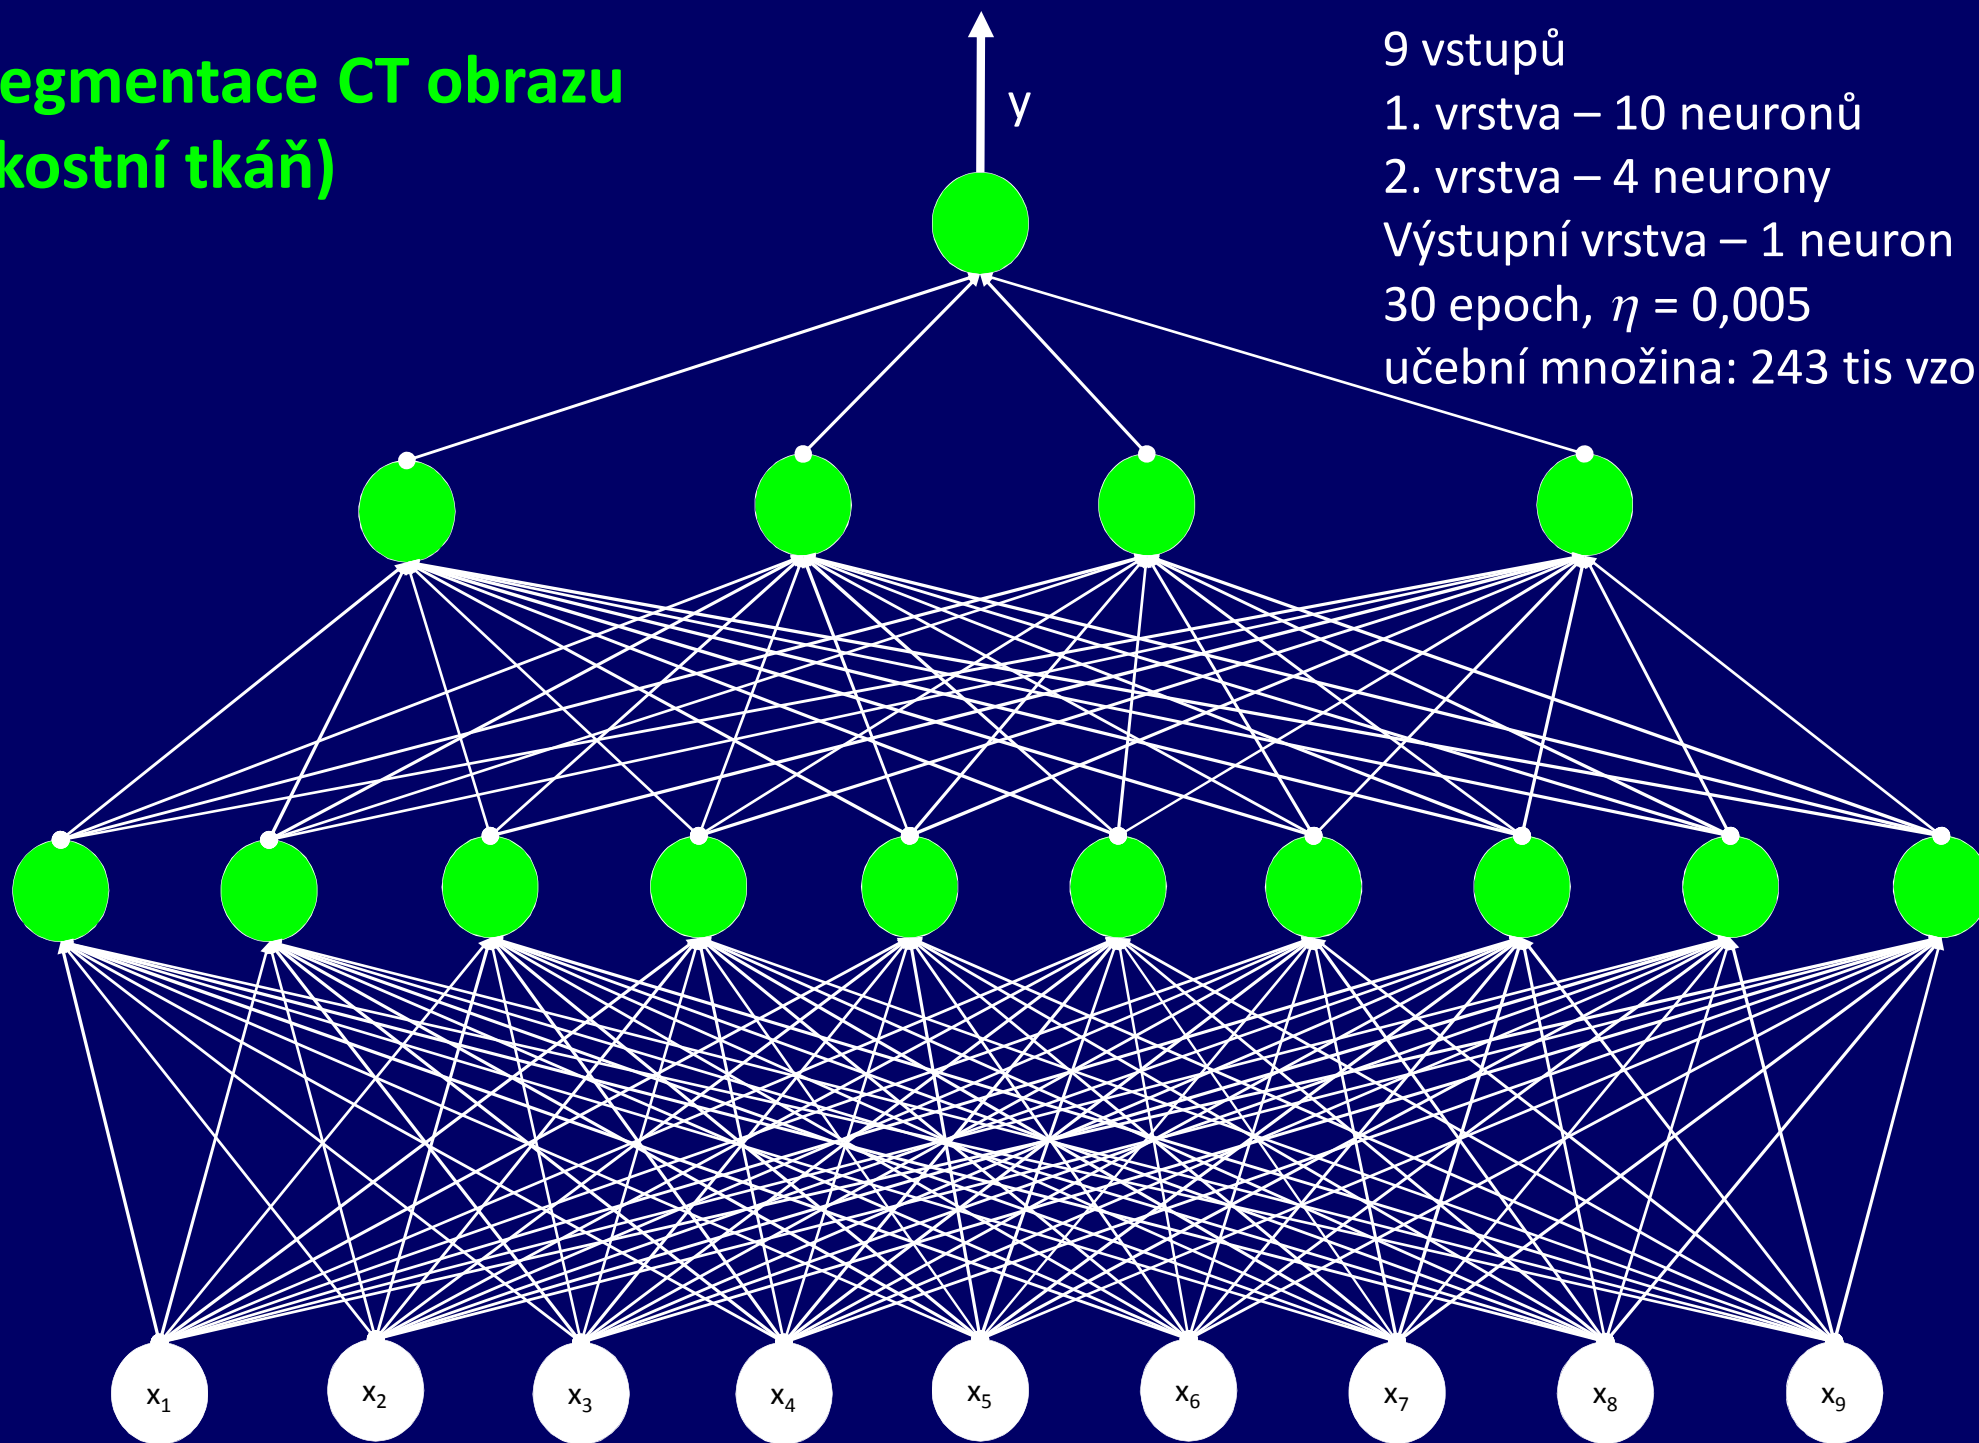 egmentace CT obrazu
kostní tkáň)
y
9 vstupů
1. vrstva – 10 neuronů
2. vrstva – 4 neurony
Výstupní vrstva – 1 neuron
30 epoch, η = 0,005
učební množina: 243 tis vzo
x₁ x₂ x₃ x₄ x₅ x₆ x₇ x₈ x₉